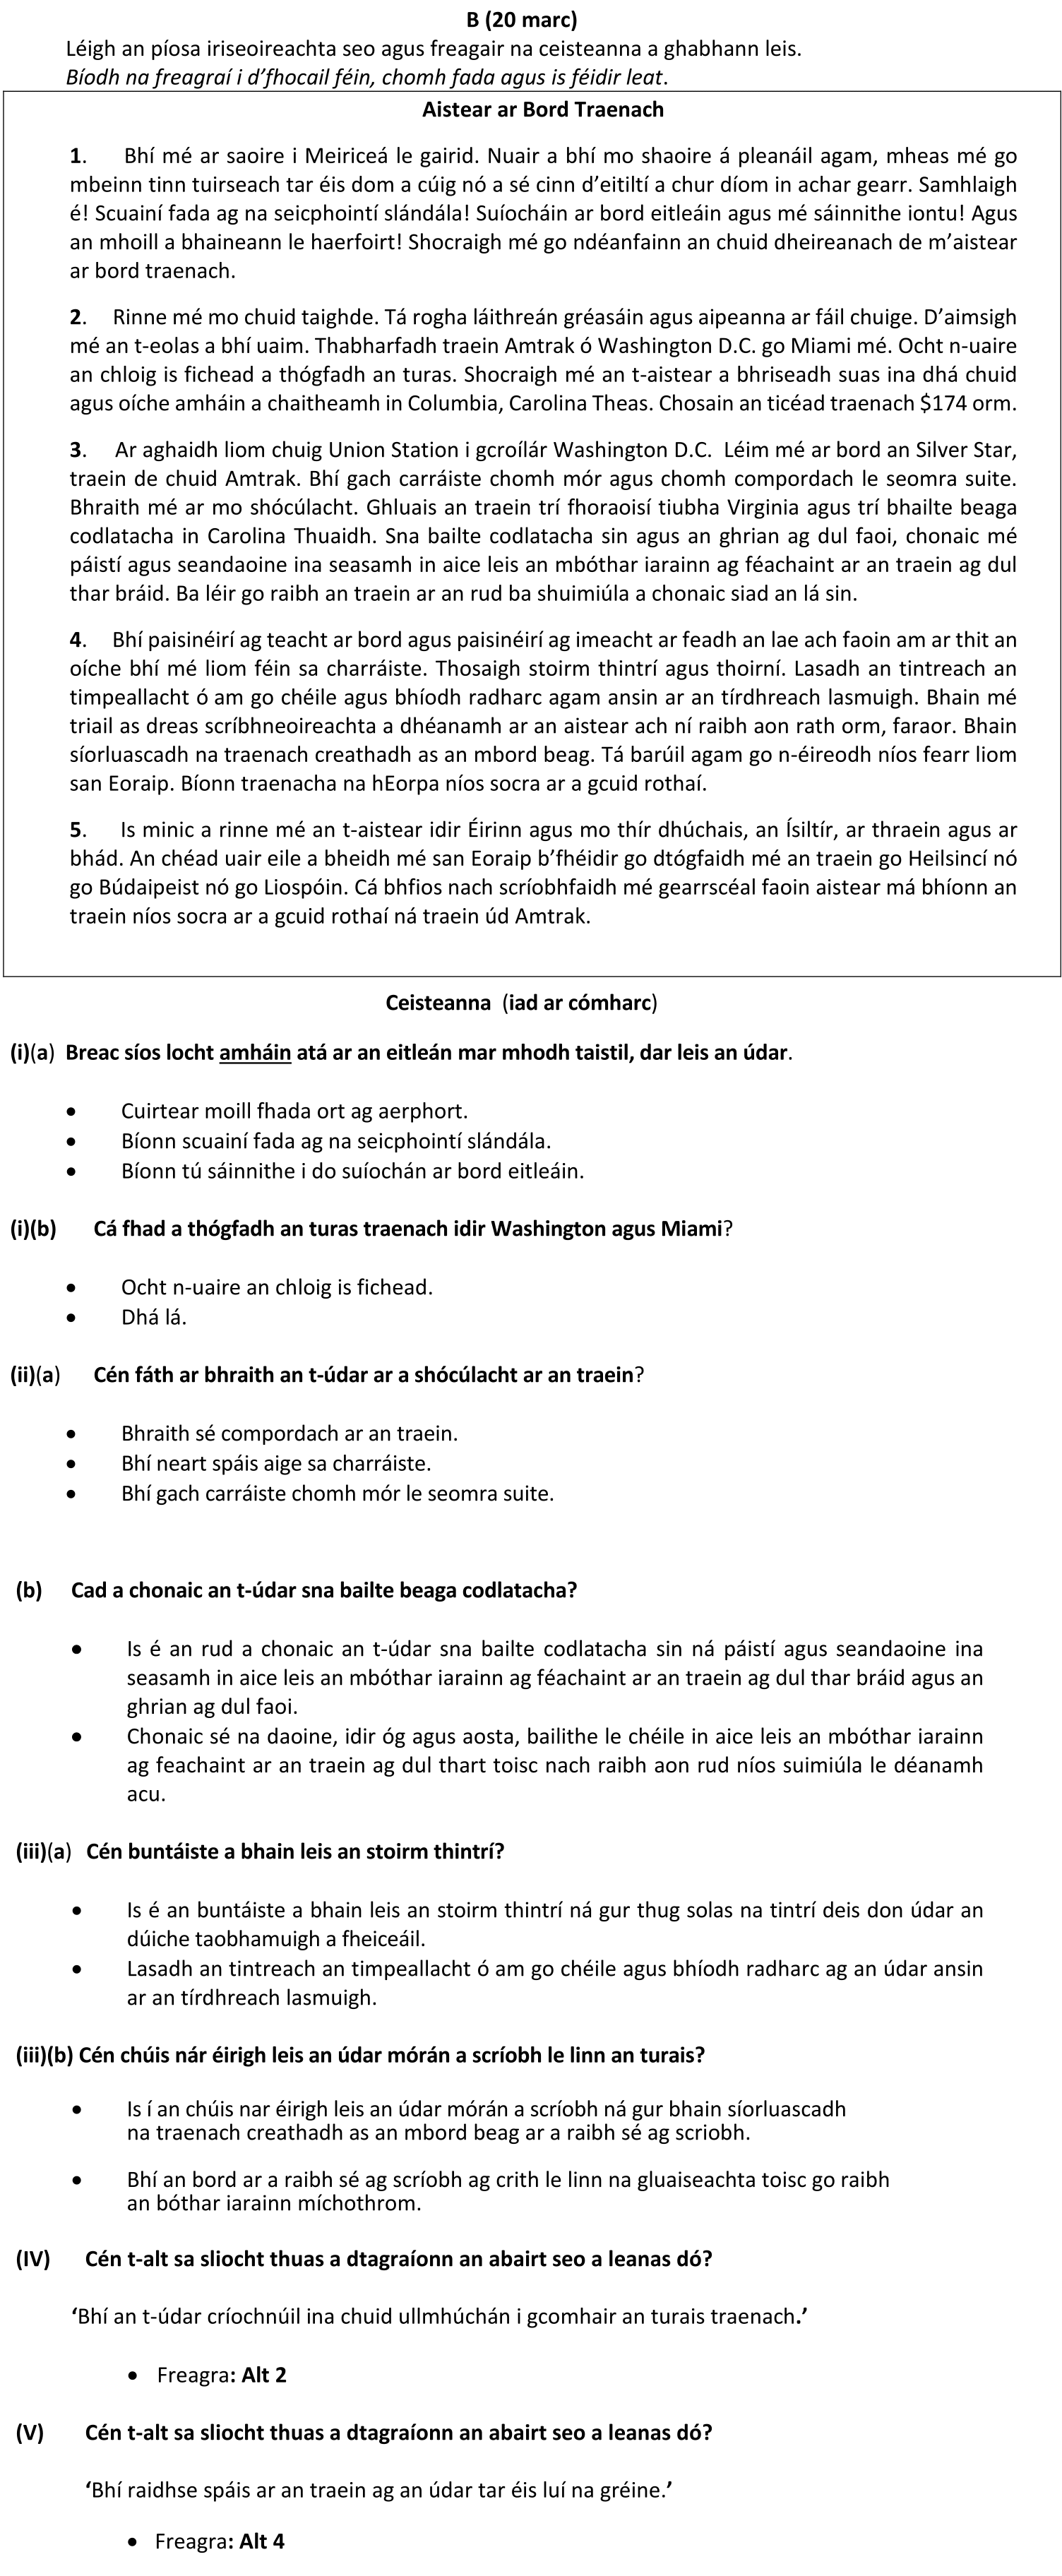 B (20 marc)
Léigh an píosa iriseoireachta seo agus freagair na ceisteanna a ghabhann leis.
Bíodh na freagraí i d’fhocail féin, chomh fada agus is féidir leat.
Aistear ar Bord Traenach
1. Bhí mé ar saoire i Meiriceá le gairid. Nuair a bhí mo shaoire á pleanáil agam, mheas mé go
mbeinn tinn tuirseach tar éis dom a cúig nó a sé cinn d’eitiltí a chur díom in achar gearr. Samhlaigh
é! Scuainí fada ag na seicphointí slándála! Suíocháin ar bord eitleáin agus mé sáinnithe iontu! Agus
an mhoill a bhaineann le haerfoirt! Shocraigh mé go ndéanfainn an chuid dheireanach de m’aistear
ar bord traenach.
2. Rinne mé mo chuid taighde. Tá rogha láithreán gréasáin agus aipeanna ar fáil chuige. D’aimsigh
mé an t-eolas a bhí uaim. Thabharfadh traein Amtrak ó Washington D.C. go Miami mé. Ocht n-uaire
an chloig is fichead a thógfadh an turas. Shocraigh mé an t-aistear a bhriseadh suas ina dhá chuid
agus oíche amháin a chaitheamh in Columbia, Carolina Theas. Chosain an ticéad traenach $174 orm.
3. Ar aghaidh liom chuig Union Station i gcroílár Washington D.C. Léim mé ar bord an Silver Star,
traein de chuid Amtrak. Bhí gach carráiste chomh mór agus chomh compordach le seomra suite.
Bhraith mé ar mo shócúlacht. Ghluais an traein trí fhoraoisí tiubha Virginia agus trí bhailte beaga
codlatacha in Carolina Thuaidh. Sna bailte codlatacha sin agus an ghrian ag dul faoi, chonaic mé
páistí agus seandaoine ina seasamh in aice leis an mbóthar iarainn ag féachaint ar an traein ag dul
thar bráid. Ba léir go raibh an traein ar an rud ba shuimiúla a chonaic siad an lá sin.
4. Bhí paisinéirí ag teacht ar bord agus paisinéirí ag imeacht ar feadh an lae ach faoin am ar thit an
oíche bhí mé liom féin sa charráiste. Thosaigh stoirm thintrí agus thoirní. Lasadh an tintreach an
timpeallacht ó am go chéile agus bhíodh radharc agam ansin ar an tírdhreach lasmuigh. Bhain mé
triail as dreas scríbhneoireachta a dhéanamh ar an aistear ach ní raibh aon rath orm, faraor. Bhain
síorluascadh na traenach creathadh as an mbord beag. Tá barúil agam go n-éireodh níos fearr liom
san Eoraip. Bíonn traenacha na hEorpa níos socra ar a gcuid rothaí.
5. Is minic a rinne mé an t-aistear idir Éirinn agus mo thír dhúchais, an Ísiltír, ar thraein agus ar
bhád. An chéad uair eile a bheidh mé san Eoraip b’fhéidir go dtógfaidh mé an traein go Heilsincí nó
go Búdaipeist nó go Liospóin. Cá bhfios nach scríobhfaidh mé gearrscéal faoin aistear má bhíonn an
traein níos socra ar a gcuid rothaí ná traein úd Amtrak.
Ceisteanna (iad ar cómharc)
(i)(a) Breac síos locht amháin atá ar an eitleán mar mhodh taistil, dar leis an údar.
• Cuirtear moill fhada ort ag aerphort.
• Bíonn scuainí fada ag na seicphointí slándála.
• Bíonn tú sáinnithe i do suíochán ar bord eitleáin.
(i)(b) Cá fhad a thógfadh an turas traenach idir Washington agus Miami?
• Ocht n-uaire an chloig is fichead.
• Dhá lá.
(ii)(a) Cén fáth ar bhraith an t-údar ar a shócúlacht ar an traein?
• Bhraith sé compordach ar an traein.
• Bhí neart spáis aige sa charráiste.
• Bhí gach carráiste chomh mór le seomra suite.
(b) Cad a chonaic an t-údar sna bailte beaga codlatacha?
• Is é an rud a chonaic an t-údar sna bailte codlatacha sin ná páistí agus seandaoine ina
seasamh in aice leis an mbóthar iarainn ag féachaint ar an traein ag dul thar bráid agus an
ghrian ag dul faoi.
• Chonaic sé na daoine, idir óg agus aosta, bailithe le chéile in aice leis an mbóthar iarainn
ag feachaint ar an traein ag dul thart toisc nach raibh aon rud níos suimiúla le déanamh
acu.
(iii)(a) Cén buntáiste a bhain leis an stoirm thintrí?
• Is é an buntáiste a bhain leis an stoirm thintrí ná gur thug solas na tintrí deis don údar an
dúiche taobhamuigh a fheiceáil.
• Lasadh an tintreach an timpeallacht ó am go chéile agus bhíodh radharc ag an údar ansin
ar an tírdhreach lasmuigh.
(iii)(b) Cén chúis nár éirigh leis an údar mórán a scríobh le linn an turais?
• Is í an chúis nar éirigh leis an údar mórán a scríobh ná gur bhain síorluascadh
na traenach creathadh as an mbord beag ar a raibh sé ag scriobh.
• Bhí an bord ar a raibh sé ag scríobh ag crith le linn na gluaiseachta toisc go raibh
an bóthar iarainn míchothrom.
(IV) Cén t-alt sa sliocht thuas a dtagraíonn an abairt seo a leanas dó?
‘Bhí an t-údar críochnúil ina chuid ullmhúchán i gcomhair an turais traenach.’
• Freagra: Alt 2
(V) Cén t-alt sa sliocht thuas a dtagraíonn an abairt seo a leanas dó?
‘Bhí raidhse spáis ar an traein ag an údar tar éis luí na gréine.’
• Freagra: Alt 4